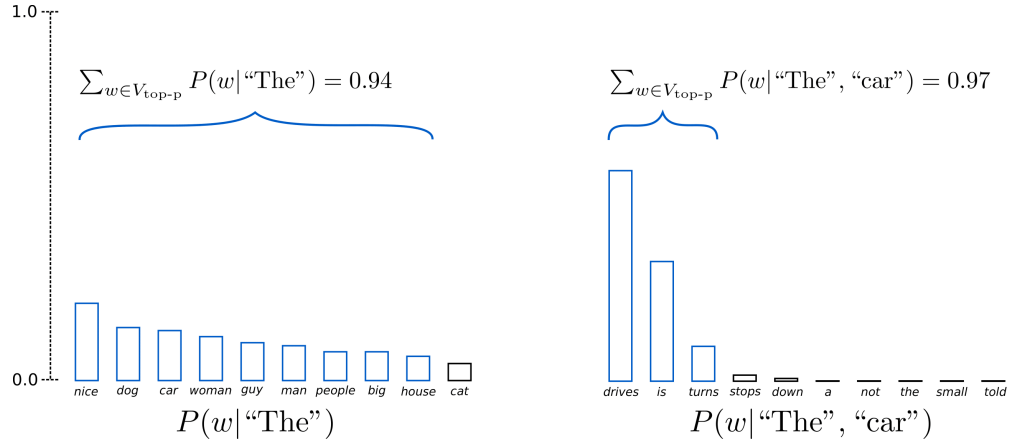 1.0
∑w∈Vtop-p P(w|“The”) = 0.94
∑w∈Vtop-p P(w|“The”, “car”) = 0.97
0.0
nice dog car woman guy man people big house cat
drives is turns stops down a not the small told
P(w|“The”)
P(w|“The”, “car”)